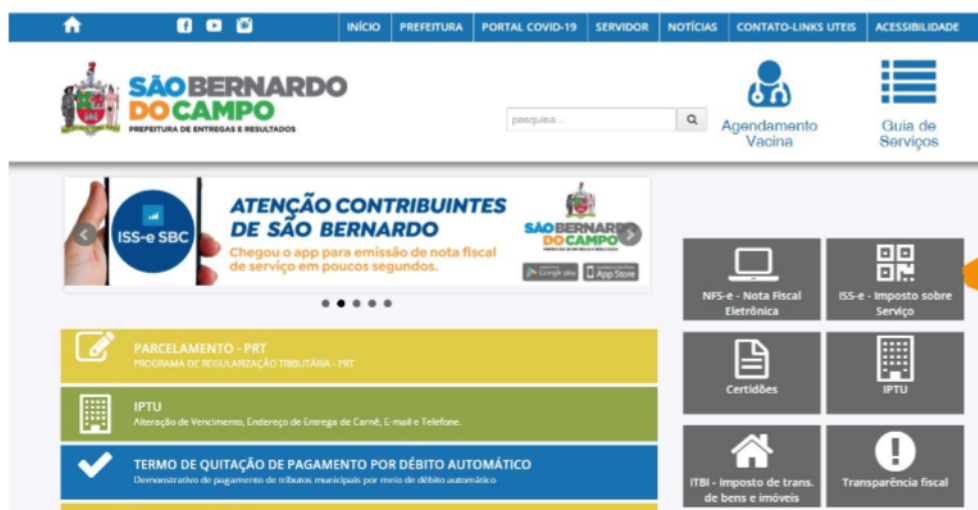 INÍCIO PREFEITURA PORTAL COVID-19 SERVIDOR NOTÍCIAS CONTATO-LINKS UTEIS ACESSIBILIDADE
SÃO BERNARDO
DO CAMPO
PREFEITURA DE ENTREGAS E RESULTADOS
pesquisa...
Agendamento
Vacina
Guia de
Serviços
ISS-e SBC
ATENÇÃO CONTRIBUINTES
DE SÃO BERNARDO
Chegou o app para emissão de nota fiscal
de serviço em poucos segundos.
SÃO BERNARDO
DO CAMPO
Google play
App Store
NFS-e - Nota Fiscal
Eletrônica
ISS-e - Imposto sobre
Serviço
PARCELAMENTO - PRT
PROGRAMA DE REGULARIZAÇÃO TRIBUTÁRIA - PRT
Certidões
IPTU
IPTU
Alteração de Vencimento, Endereço de Entrega de Carnê, E-mail e Telefone.
TERMO DE QUITAÇÃO DE PAGAMENTO POR DÉBITO AUTOMÁTICO
Demonstrativo de pagamento de tributos municipais por meio de débito automático
ITBI - Imposto de trans.
de bens e imóveis
Transparência fiscal